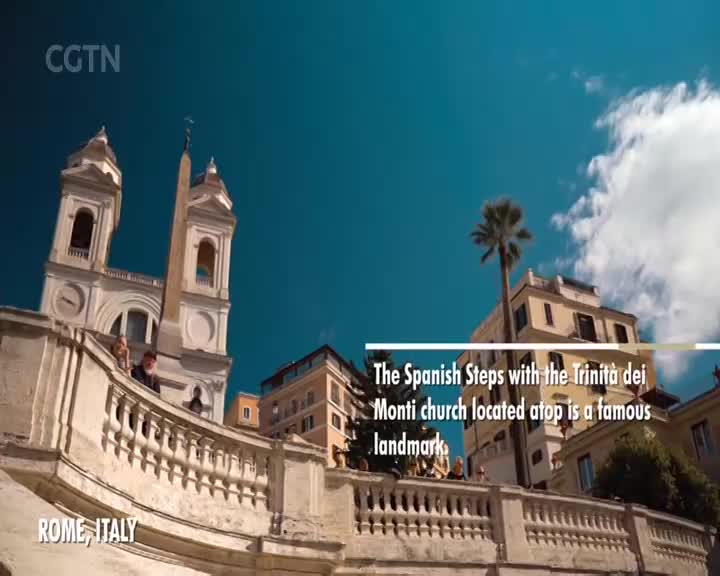 CGTN
The Spanish Steps with the Trinità dei
Monti church located atop is a famous
landmark.
ROME, ITALY